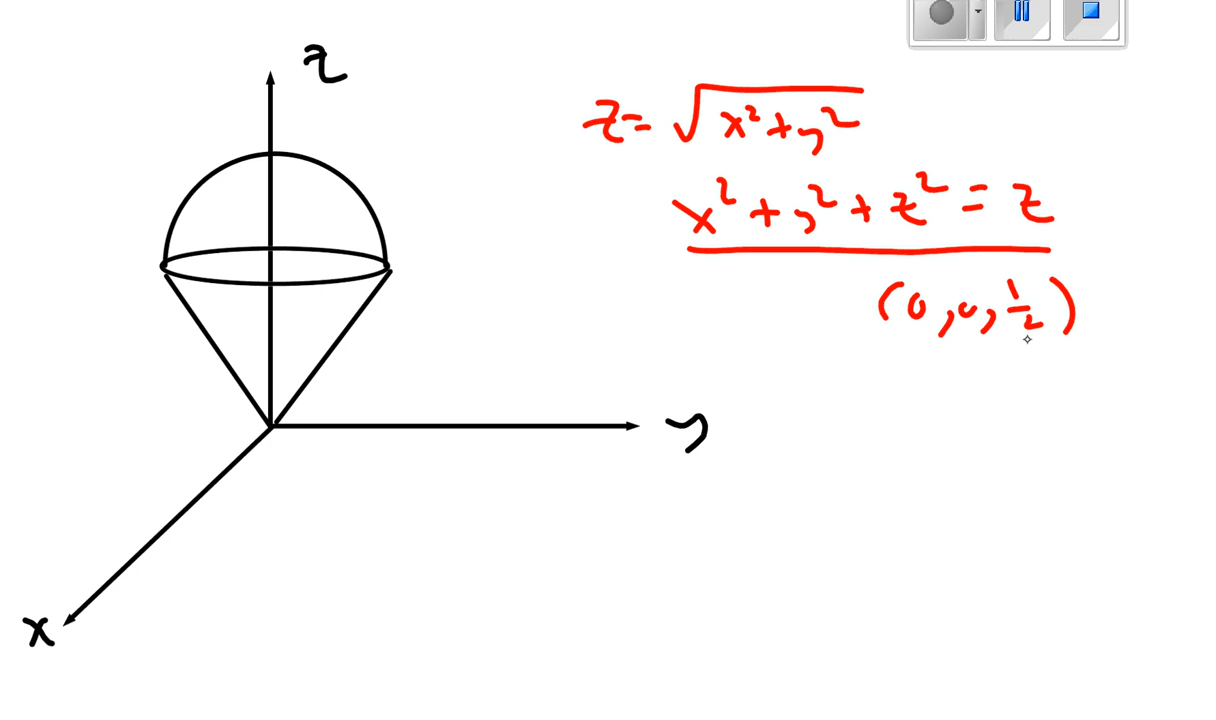 z
z = √(x² + y²)
x² + y² + z² = z
(0, 0, 1/2)
y
x